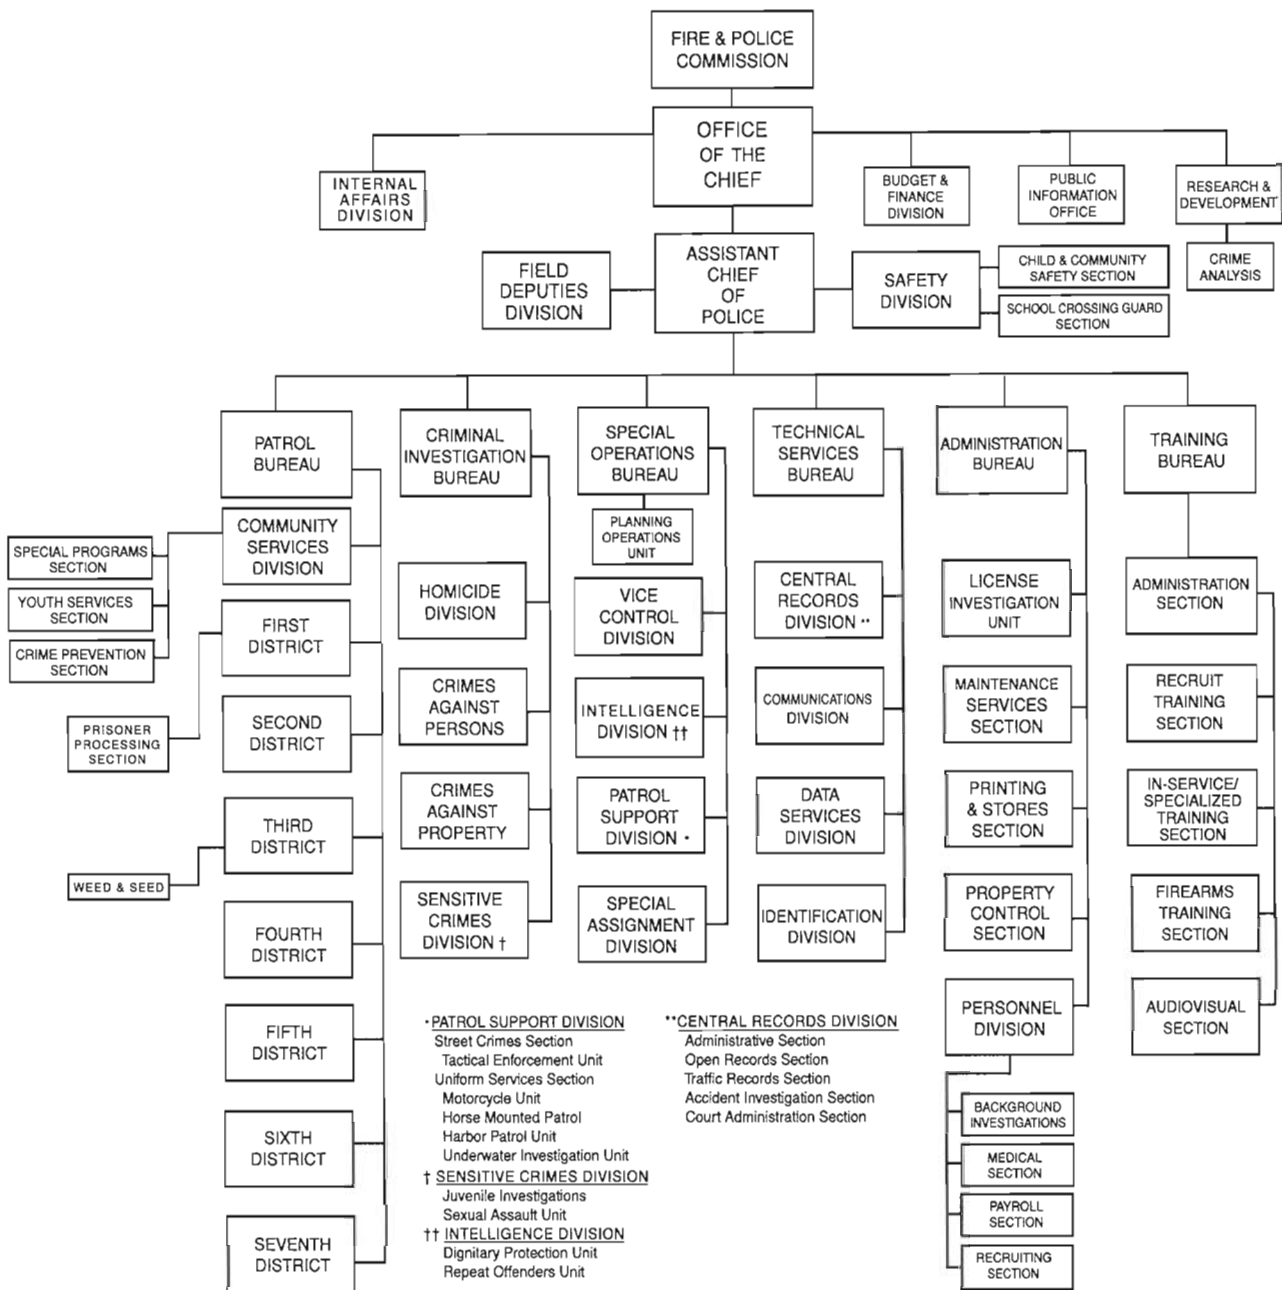 FIRE & POLICE
COMMISSION
OFFICE
OF THE
CHIEF
INTERNAL
AFFAIRS
DIVISION
BUDGET &
FINANCE
DIVISION
PUBLIC
INFORMATION
OFFICE
RESEARCH &
DEVELOPMENT
CRIME
ANALYSIS
FIELD
DEPUTIES
DIVISION
ASSISTANT
CHIEF
OF
POLICE
SAFETY
DIVISION
CHILD & COMMUNITY
SAFETY SECTION
SCHOOL CROSSING GUARD
SECTION
PATROL
BUREAU
COMMUNITY
SERVICES
DIVISION
SPECIAL PROGRAMS
SECTION
YOUTH SERVICES
SECTION
CRIME PREVENTION
SECTION
FIRST
DISTRICT
PRISONER
PROCESSING
SECTION
SECOND
DISTRICT
THIRD
DISTRICT
WEED & SEED
FOURTH
DISTRICT
FIFTH
DISTRICT
SIXTH
DISTRICT
SEVENTH
DISTRICT
CRIMINAL
INVESTIGATION
BUREAU
HOMICIDE
DIVISION
CRIMES
AGAINST
PERSONS
CRIMES
AGAINST
PROPERTY
SENSITIVE
CRIMES
DIVISION †
SPECIAL
OPERATIONS
BUREAU
PLANNING
OPERATIONS
UNIT
VICE
CONTROL
DIVISION
INTELLIGENCE
DIVISION ††
PATROL
SUPPORT
DIVISION *
SPECIAL
ASSIGNMENT
DIVISION
TECHNICAL
SERVICES
BUREAU
CENTRAL
RECORDS
DIVISION **
COMMUNICATIONS
DIVISION
DATA
SERVICES
DIVISION
IDENTIFICATION
DIVISION
ADMINISTRATION
BUREAU
LICENSE
INVESTIGATION
UNIT
MAINTENANCE
SERVICES
SECTION
PRINTING
& STORES
SECTION
PROPERTY
CONTROL
SECTION
PERSONNEL
DIVISION
BACKGROUND
INVESTIGATIONS
MEDICAL
SECTION
PAYROLL
SECTION
RECRUITING
SECTION
TRAINING
BUREAU
ADMINISTRATION
SECTION
RECRUIT
TRAINING
SECTION
IN-SERVICE/
SPECIALIZED
TRAINING
SECTION
FIREARMS
TRAINING
SECTION
AUDIOVISUAL
SECTION
*PATROL SUPPORT DIVISION
Street Crimes Section
Tactical Enforcement Unit
Uniform Services Section
Motorcycle Unit
Horse Mounted Patrol
Harbor Patrol Unit
Underwater Investigation Unit
† SENSITIVE CRIMES DIVISION
Juvenile Investigations
Sexual Assault Unit
†† INTELLIGENCE DIVISION
Dignitary Protection Unit
Repeat Offenders Unit
**CENTRAL RECORDS DIVISION
Administrative Section
Open Records Section
Traffic Records Section
Accident Investigation Section
Court Administration Section